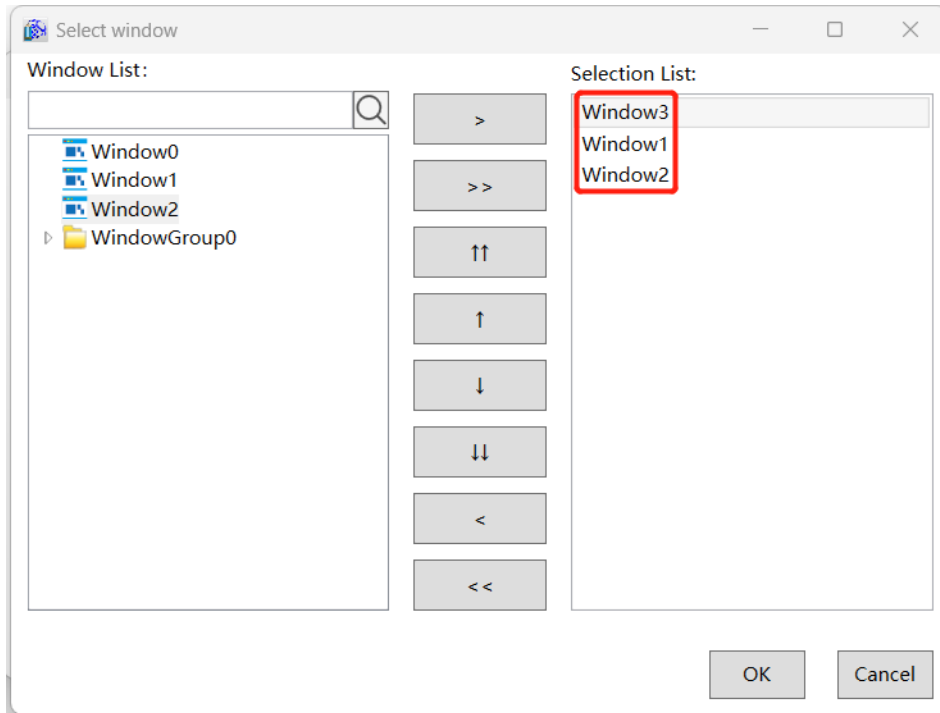 Select window
Window List:
Selection List:
Window0
Window1
Window2
WindowGroup0
>
>>
↑↑
↑
↓
↓↓
<
<<
Window3
Window1
Window2
OK
Cancel